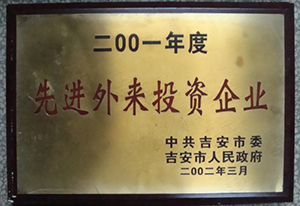 二00一年度
先进外来投资企业
中共吉安市委
吉安市人民政府
二00二年三月